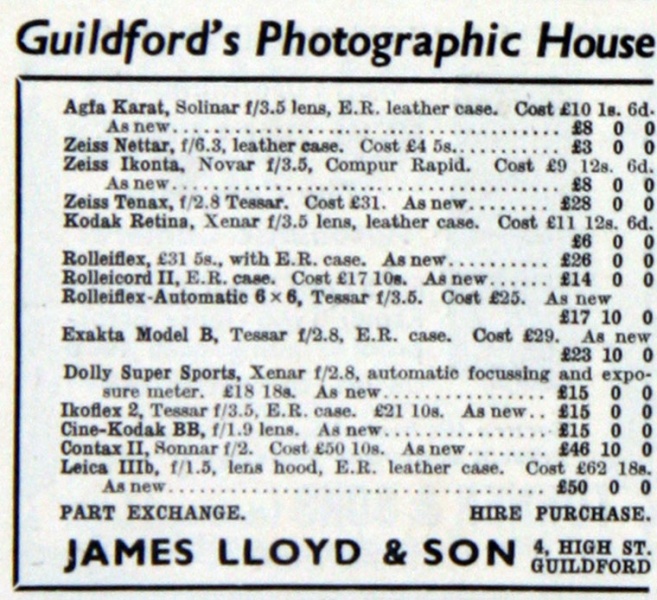 Guildford's Photographic House
Agfa Karat, Solinar f/3.5 lens, E.R. leather case. Cost £10 1s. 6d.
As new........................................ £8 0 0
Zeiss Nettar, f/6.3, leather case. Cost £4 5s.......... £3 0 0
Zeiss Ikonta, Novar f/3.5, Compur Rapid. Cost £9 12s. 6d.
As new........................................ £8 0 0
Zeiss Tenax, f/2.8 Tessar. Cost £31. As new........ £28 0 0
Kodak Retina, Xenar f/3.5 lens, leather case. Cost £11 12s. 6d.
£6 0 0
Rolleiflex, £31 5s., with E.R. case. As new......... £26 0 0
Rolleicord II, E.R. case. Cost £17 10s. As new...... £14 0 0
Rolleiflex-Automatic 6 × 6, Tessar f/3.5. Cost £25. As new
£17 10 0
Exakta Model B, Tessar f/2.8, E.R. case. Cost £29. As new
£23 10 0
Dolly Super Sports, Xenar f/2.8, automatic focussing and expo-
sure meter. £18 18s. As new................ £15 0 0
Ikoflex 2, Tessar f/3.5, E.R. case. £21 10s. As new.. £15 0 0
Cine-Kodak BB, f/1.9 lens. As new................ £15 0 0
Contax II, Sonnar f/2. Cost £50 10s. As new...... £46 10 0
Leica IIIb, f/1.5, lens hood, E.R. leather case. Cost £62 18s.
As new...................................... £50 0 0
PART EXCHANGE. HIRE PURCHASE.
JAMES LLOYD & SON 4, HIGH ST.
GUILDFORD